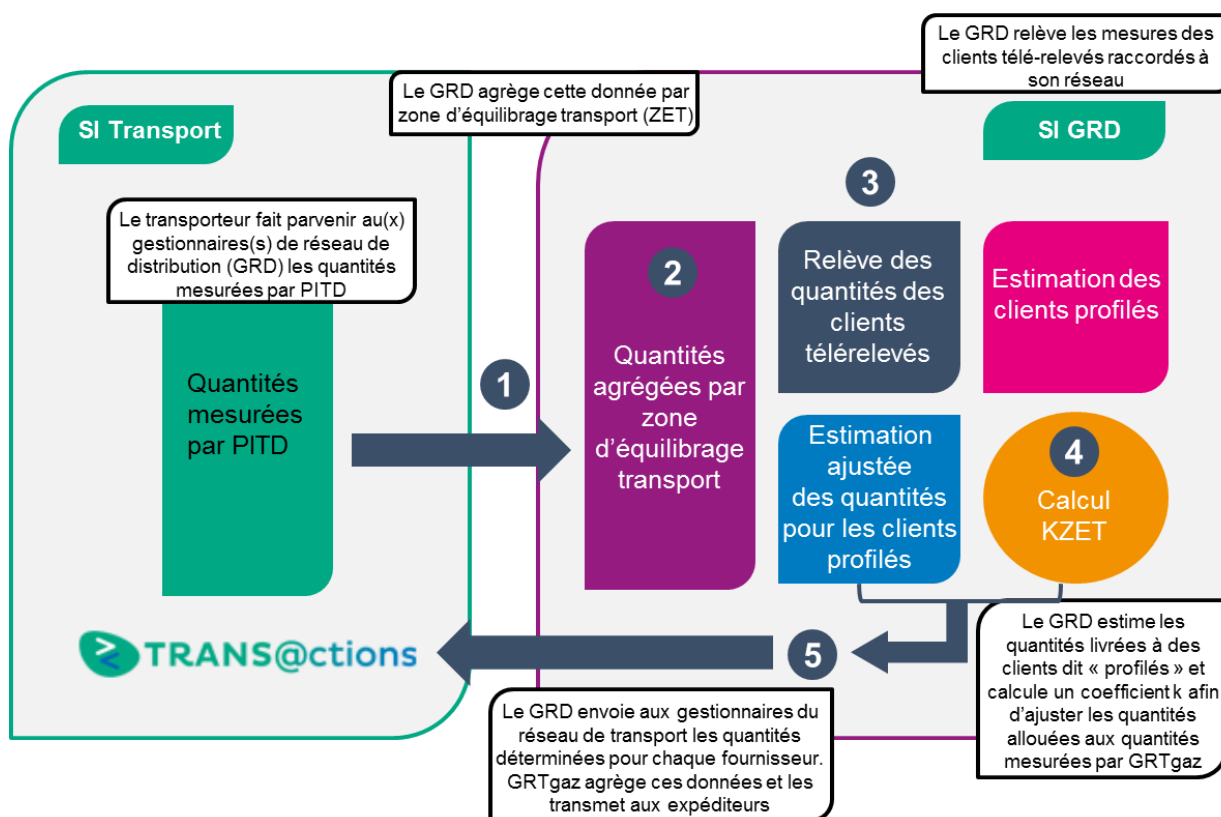 Le GRD relève les mesures des
clients télé-relevés raccordés à
son réseau
Le GRD agrège cette donnée par
zone d'équilibrage transport (ZET)
SI Transport
SI GRD
Le transporteur fait parvenir au(x)
gestionnaires(s) de réseau de
distribution (GRD) les quantités
mesurées par PITD
Quantités
mesurées
par PITD
1
2
Quantités
agrégées par
zone
d'équilibrage
transport
3
Relève des
quantités des
clients
télérelevés
Estimation des
clients profilés
Estimation
ajustée
des quantités
pour les clients
profilés
4
Calcul
KZET
TRANS@ctions
5
Le GRD envoie aux gestionnaires du
réseau de transport les quantités
déterminées pour chaque fournisseur.
GRTgaz agrège ces données et les
transmet aux expéditeurs
Le GRD estime les
quantités livrées à des
clients dit « profilés » et
calcule un coefficient k afin
d'ajuster les quantités
allouées aux quantités
mesurées par GRTgaz